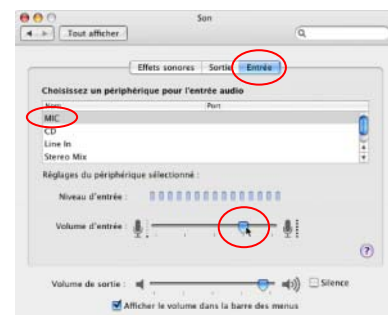 Son
Tout afficher
Effets sonores Sortie Entrée
Choisissez un périphérique pour l'entrée audio
Nom Port
MIC
CD
Line In
Stereo Mix
Réglages du périphérique sélectionné :
Niveau d'entrée :
Volume d'entrée :
?
Volume de sortie : Silence
Afficher le volume dans la barre des menus